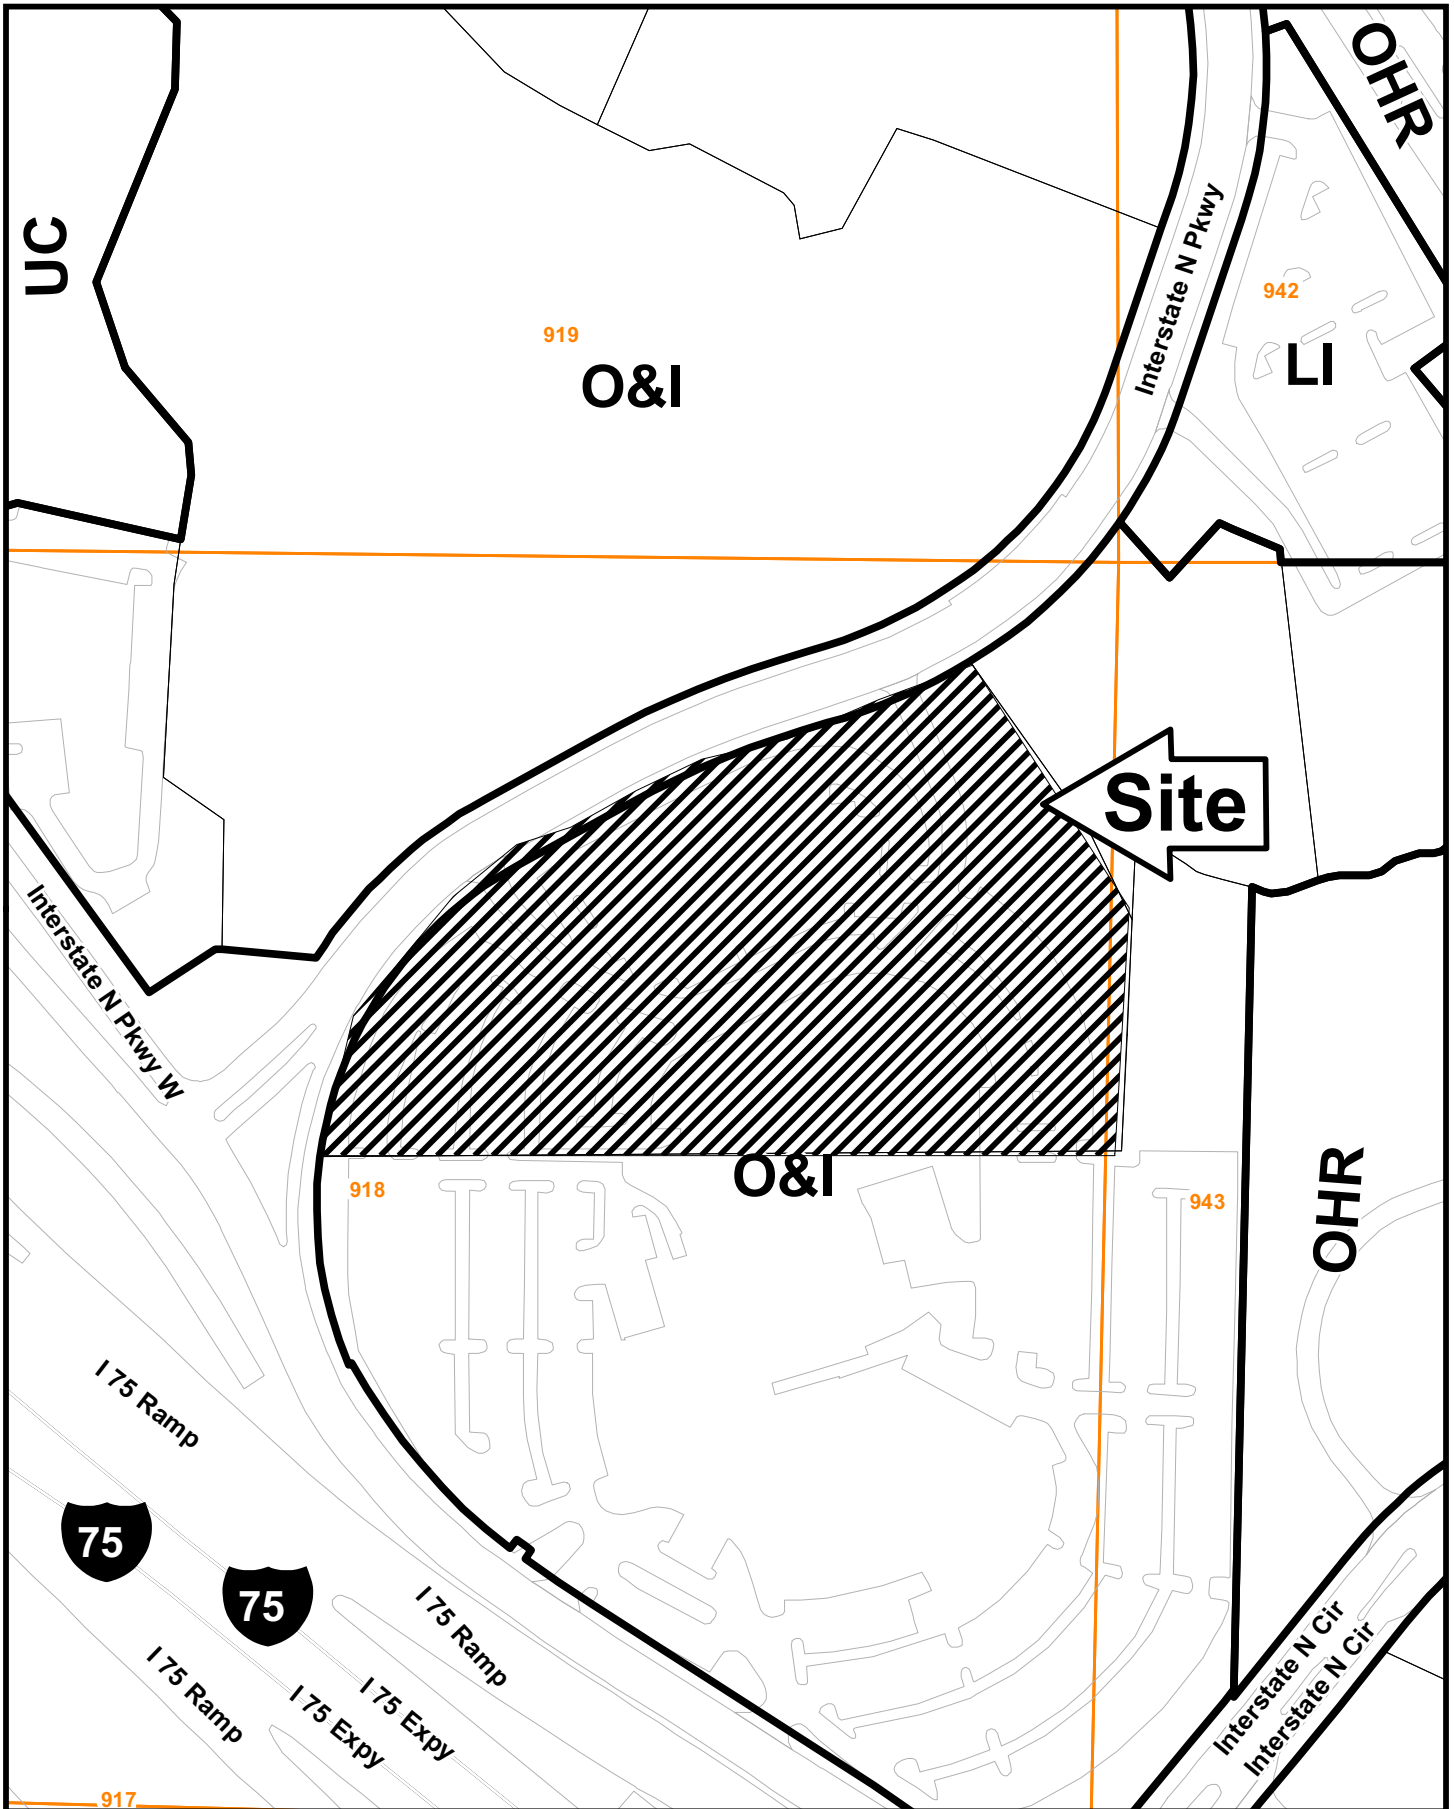 OHR
UC
Interstate N Pkwy
942
919
LI
O&I
Site
Interstate N Pkwy W
O&I
918
943
OHR
I 75 Ramp
75
75
I 75 Ramp
I 75 Ramp
I 75 Expy
I 75 Expy
Interstate N Cir
Interstate N Cir
917